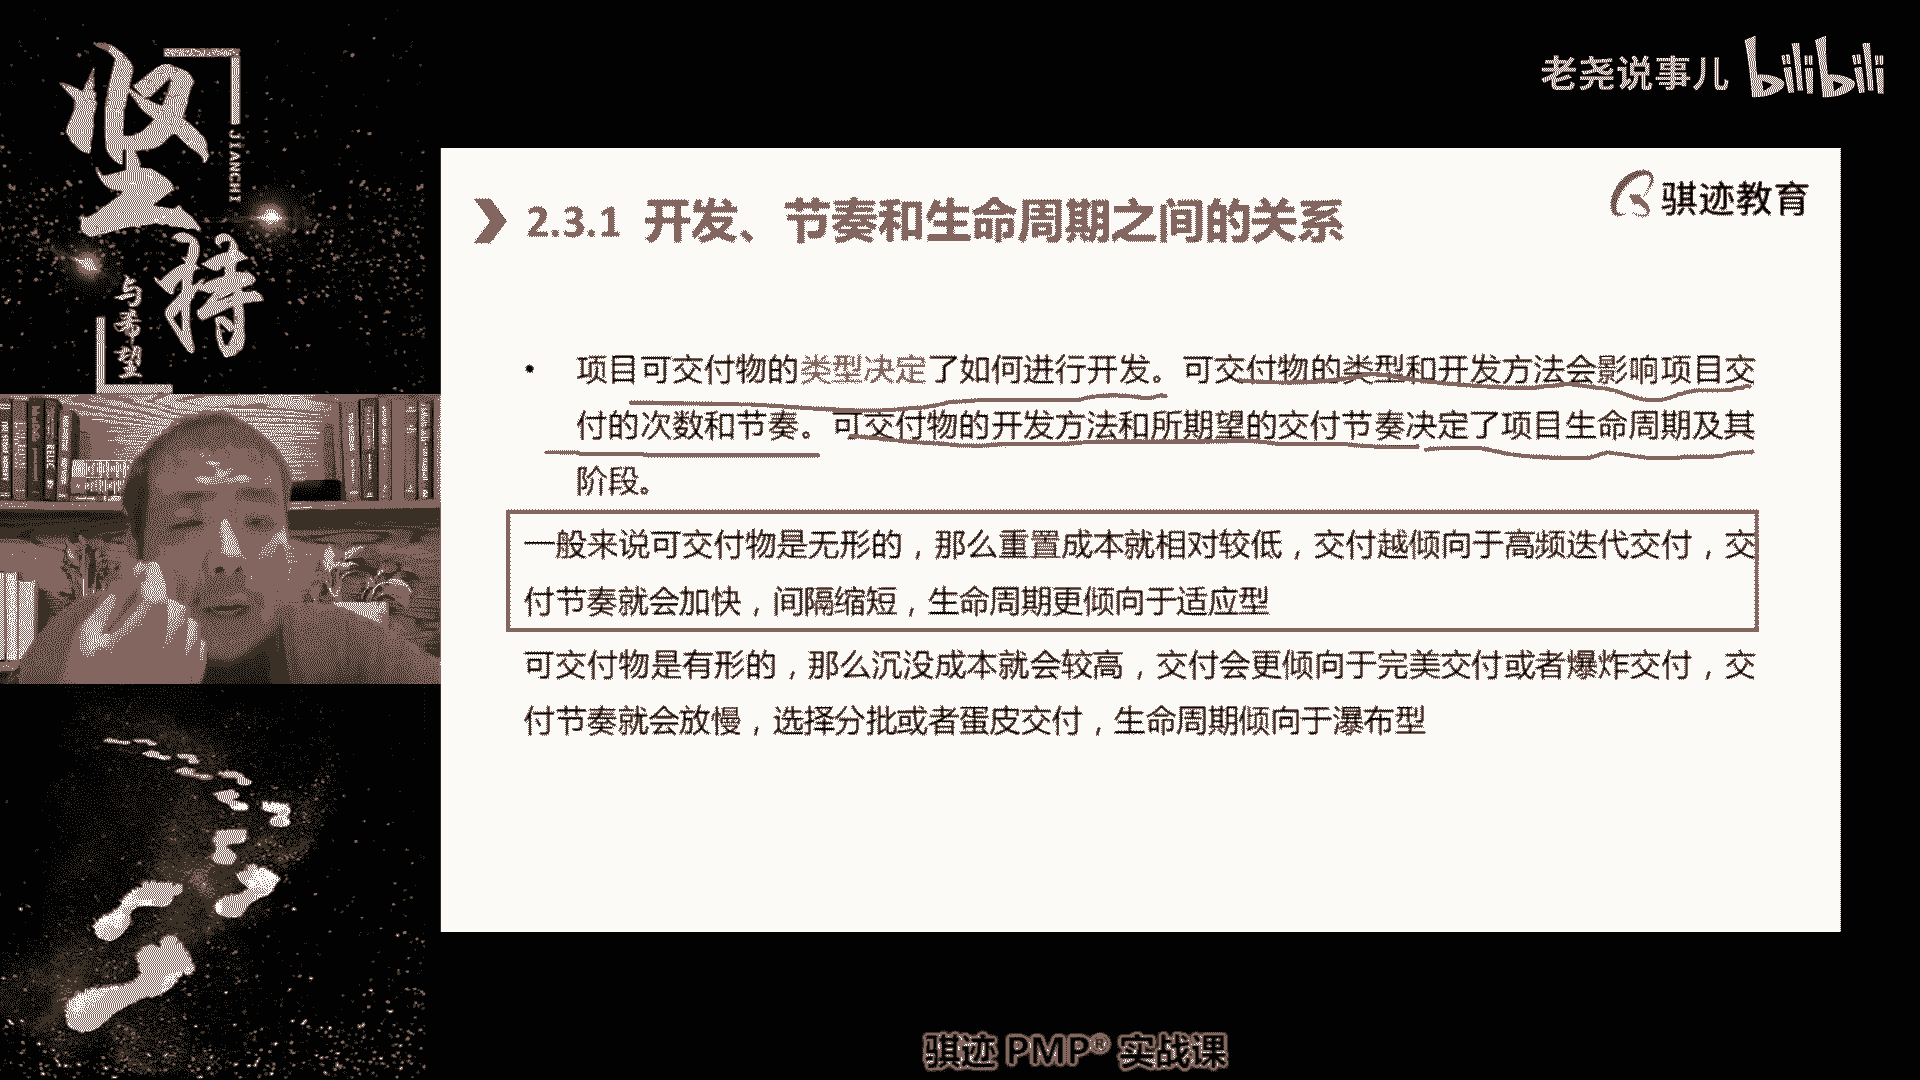 坚持
JIANCHI
与希望
老尧说事儿 bilibili
骐迹教育
2.3.1 开发、节奏和生命周期之间的关系
• 项目可交付物的类型决定了如何进行开发。可交付物的类型和开发方法会影响项目交
付的次数和节奏。可交付物的开发方法和所期望的交付节奏决定了项目生命周期及其
阶段。
一般来说可交付物是无形的，那么重置成本就相对较低，交付越倾向于高频迭代交付，交
付节奏就会加快，间隔缩短，生命周期更倾向于适应型
可交付物是有形的，那么沉没成本就会较高，交付会更倾向于完美交付或者爆炸交付，交
付节奏就会放慢，选择分批或者蛋皮交付，生命周期倾向于瀑布型
骐迹 PMP® 实战课